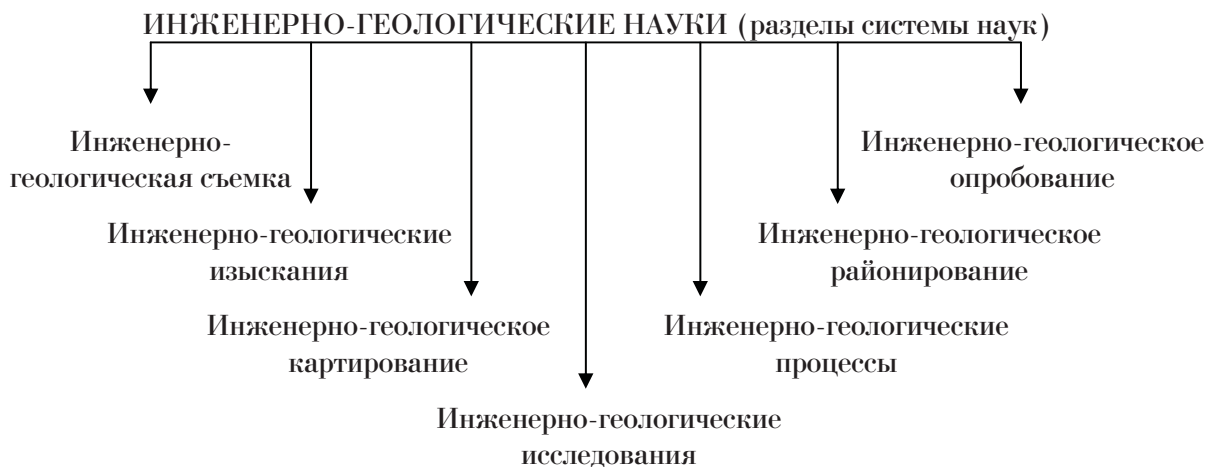 ИНЖЕНЕРНО-ГЕОЛОГИЧЕСКИЕ НАУКИ (разделы системы наук)
Инженерно-
геологическая съемка
Инженерно-геологическое
опробование
Инженерно-геологические
изыскания
Инженерно-геологическое
районирование
Инженерно-геологическое
картирование
Инженерно-геологические
процессы
Инженерно-геологические
исследования